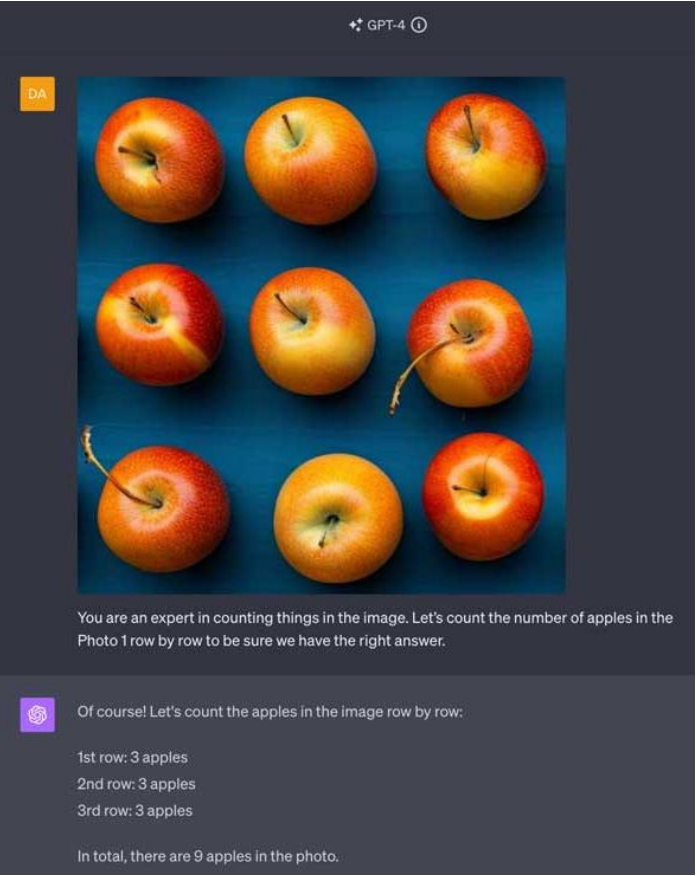 GPT-4
DA
You are an expert in counting things in the image. Let's count the number of apples in the
Photo 1 row by row to be sure we have the right answer.
Of course! Let's count the apples in the image row by row:
1st row: 3 apples
2nd row: 3 apples
3rd row: 3 apples
In total, there are 9 apples in the photo.